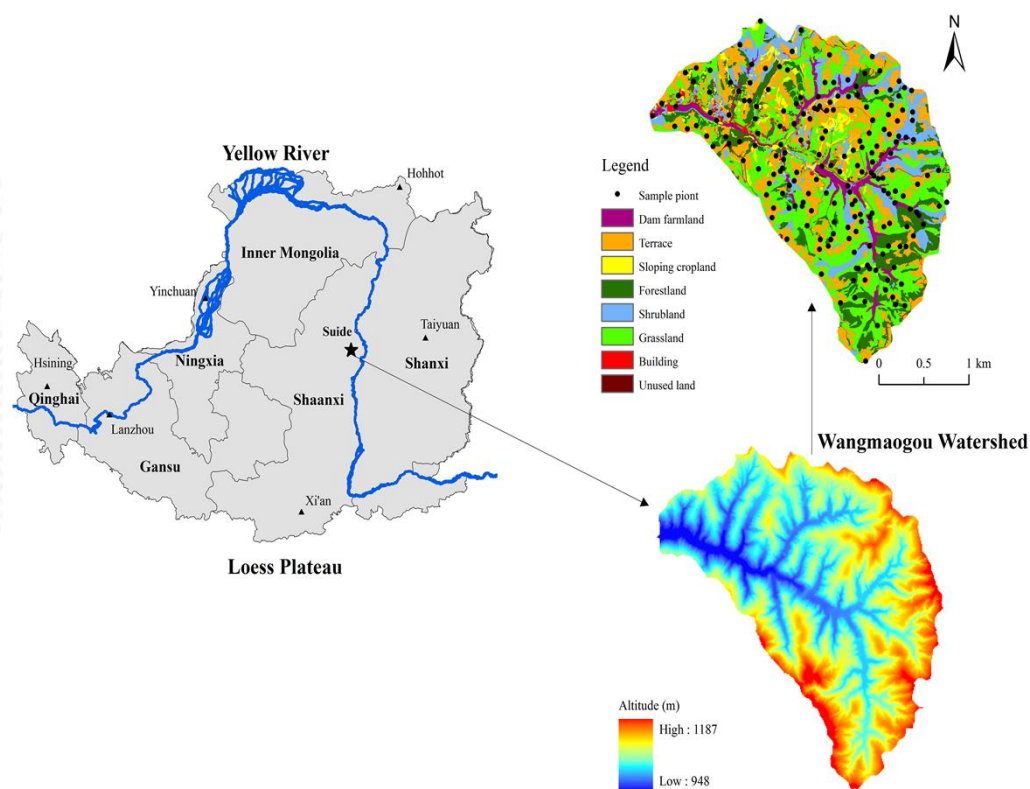 Yellow River
Hohhot
Inner Mongolia
Yinchuan
Suide
Taiyuan
Ningxia
Shanxi
Hsining
Qinghai
Shaanxi
Lanzhou
Gansu
Xi'an
Loess Plateau
N
Legend
Sample piont
Dam farmland
Terrace
Sloping cropland
Forestland
Shrubland
Grassland
Building
Unused land
0 0.5 1 km
Wangmaogou Watershed
Altitude (m)
High : 1187
Low : 948